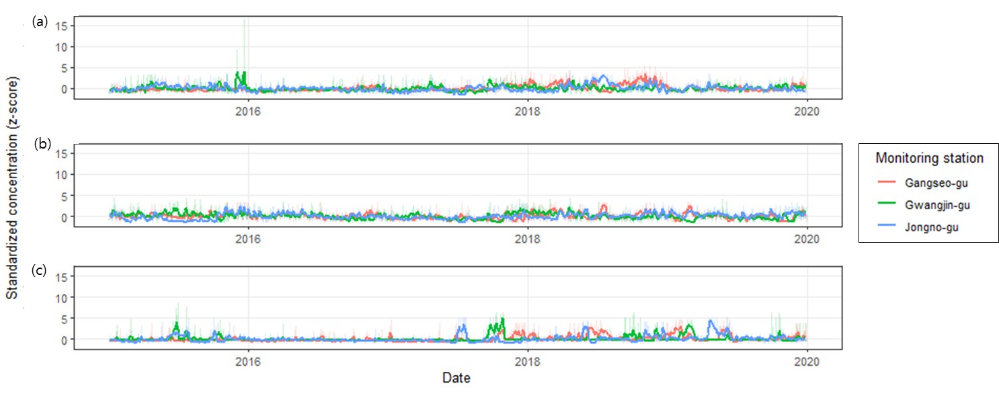 (a)
15
10
5
0
2016
2018
2020
Standardized concentration (z-score)
(b)
15
10
5
0
2016
2018
2020
Monitoring station
Gangseo-gu
Gwangjin-gu
Jongno-gu
(c)
15
10
5
0
2016
2018
2020
Date